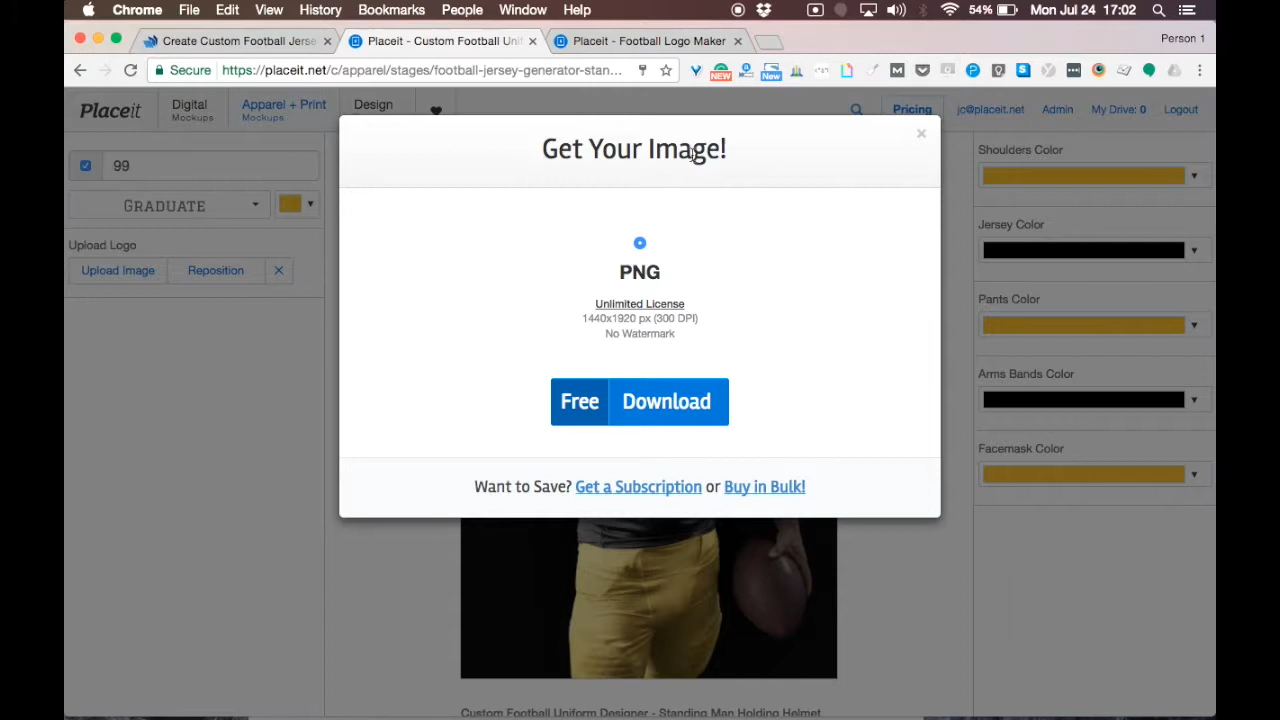 Chrome File Edit View History Bookmarks People Window Help
54% Mon Jul 24 17:02
Create Custom Football Jerse
Placeit - Custom Football Uni
Placeit - Football Logo Maker
Person 1
Secure https://placeit.net/c/apparel/stages/football-jersey-generator-stan...
NEW
New
Placeit
Digital
Mockups
Apparel + Print
Mockups
Design
Pricing
jc@placeit.net
Admin
My Drive: 0
Logout
99
GRADUATE
Upload Logo
Upload Image
Reposition
Get Your Image!
PNG
Unlimited License
1440x1920 px (300 DPI)
No Watermark
Free Download
Want to Save? Get a Subscription or Buy in Bulk!
Shoulders Color
Jersey Color
Pants Color
Arms Bands Color
Facemask Color
Custom Football Uniform Designer - Standing Man Holding Helmet